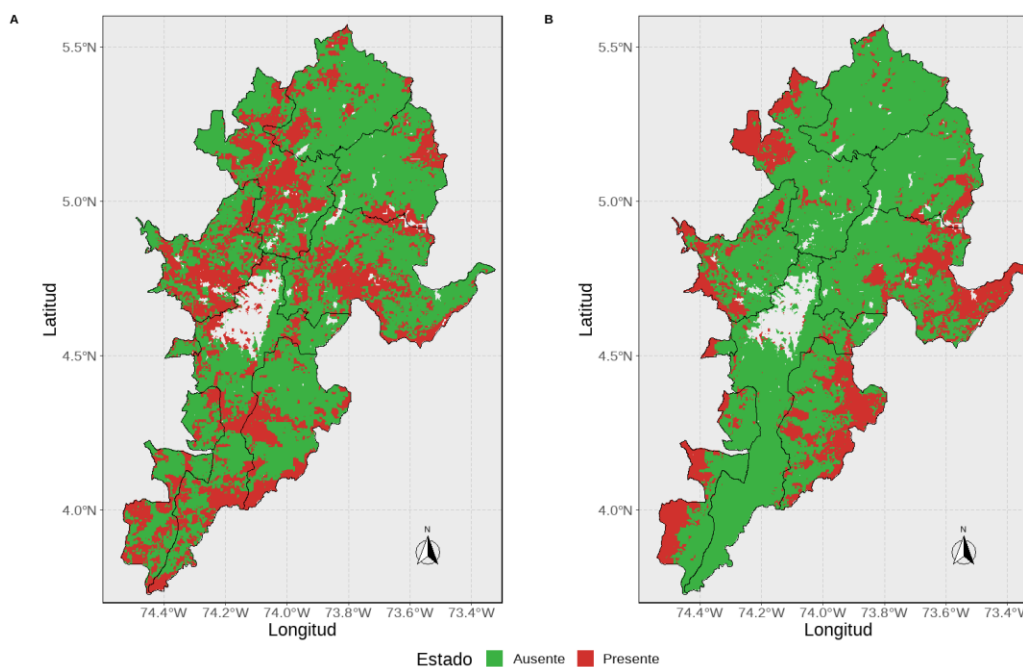 A
B
5.5°N
5.0°N
4.5°N
4.0°N
Latitud
N
74.4°W 74.2°W 74.0°W 73.8°W 73.6°W 73.4°W
Longitud
5.5°N
5.0°N
4.5°N
4.0°N
Latitud
N
74.4°W 74.2°W 74.0°W 73.8°W 73.6°W 73.4°W
Longitud
Estado Ausente Presente